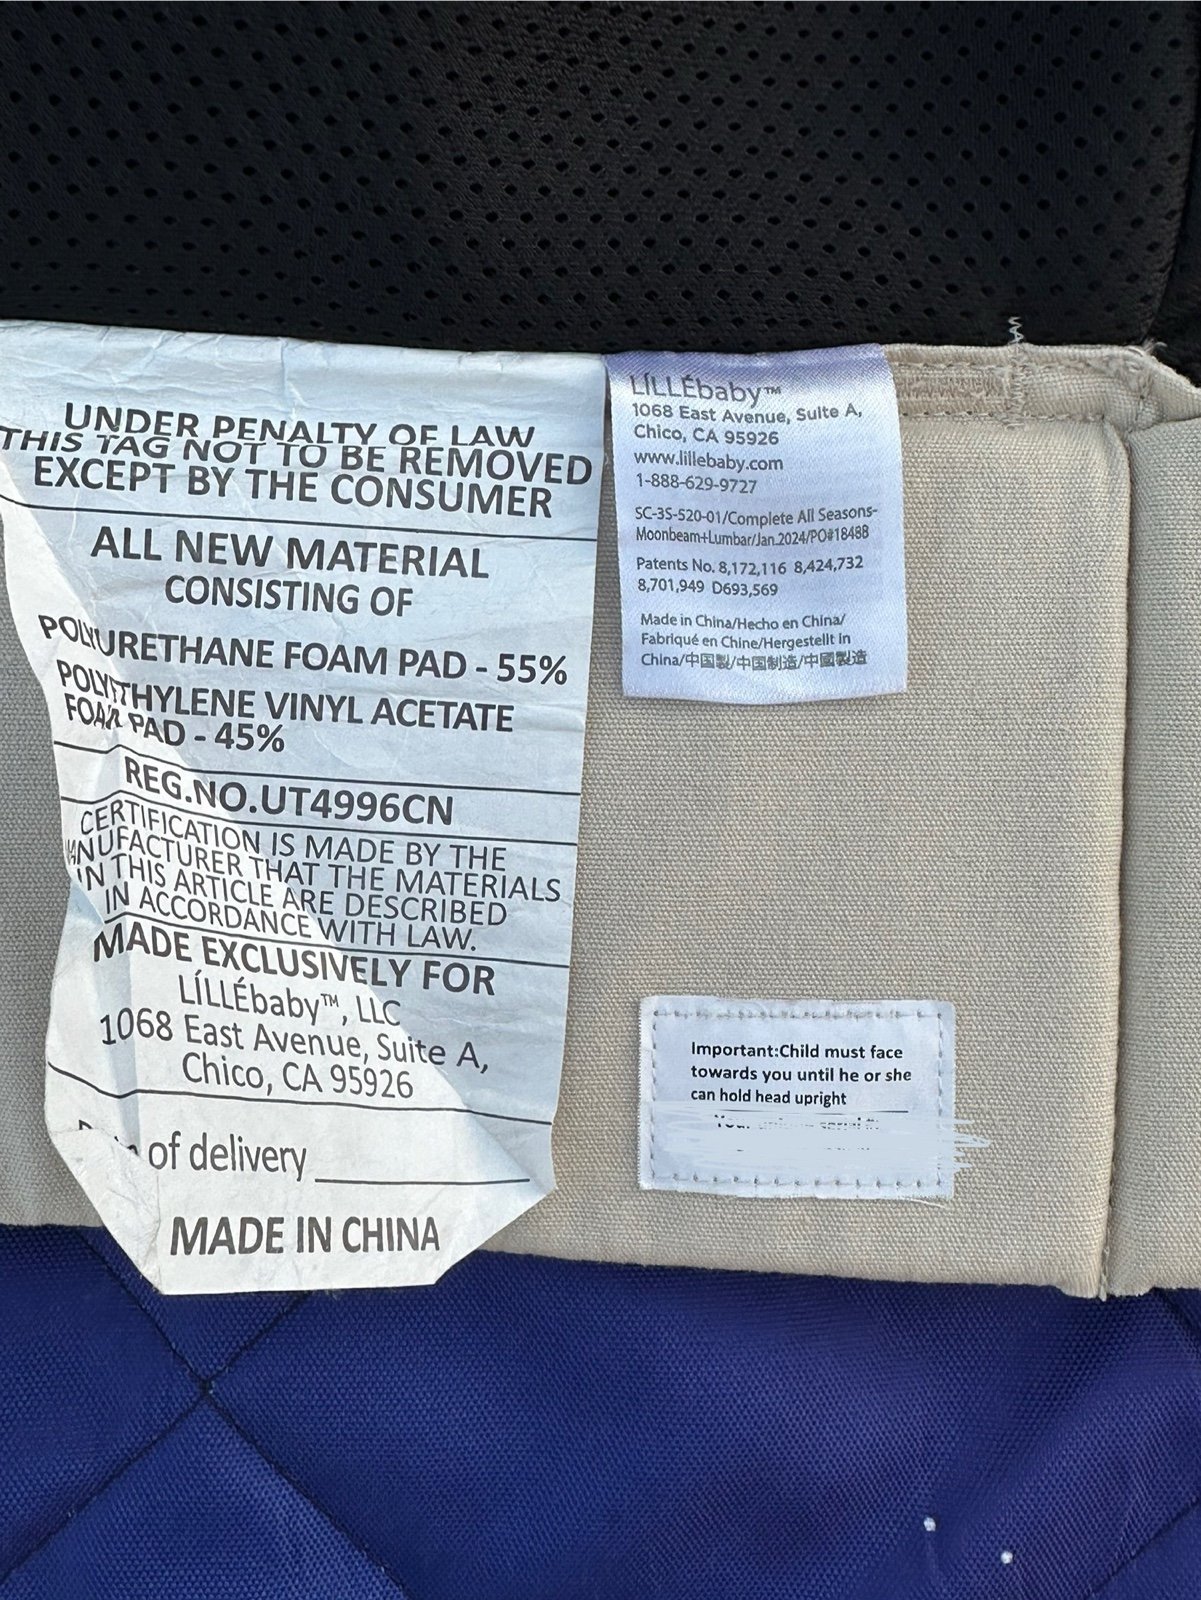 UNDER PENALTY OF LAW
THIS TAG NOT TO BE REMOVED
EXCEPT BY THE CONSUMER
ALL NEW MATERIAL
CONSISTING OF
POLYURETHANE FOAM PAD - 55%
POLYETHYLENE VINYL ACETATE
FOAM PAD - 45%
REG.NO.UT4996CN
CERTIFICATION IS MADE BY THE
MANUFACTURER THAT THE MATERIALS
IN THIS ARTICLE ARE DESCRIBED
IN ACCORDANCE WITH LAW.
MADE EXCLUSIVELY FOR
LÍLLÉbaby™, LLC
1068 East Avenue, Suite A,
Chico, CA 95926
of delivery
MADE IN CHINA
LÍLLÉbaby™
1068 East Avenue, Suite A,
Chico, CA 95926
www.lillebaby.com
1-888-629-9727
SC-3S-520-01/Complete All Seasons-
Moonbeam+Lumbar/Jan.2024/PO#18488
Patents No. 8,172,116 8,424,732
8,701,949 D693,569
Made in China/Hecho en China/
Fabriqué en Chine/Hergestellt in
China/中国製/中国制造/中國製造
Important:Child must face
towards you until he or she
can hold head upright